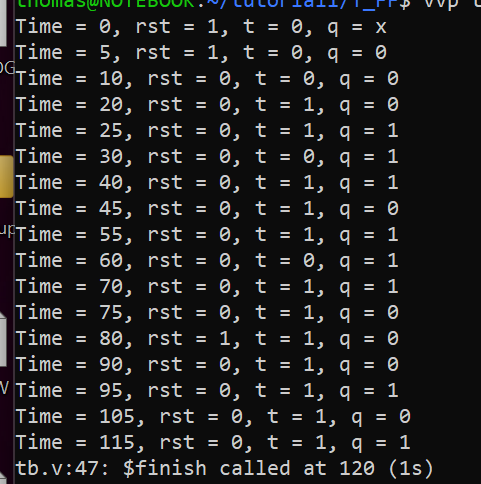 thomas@NOTEBOOK:~/tutorial1/T_FF$ vvp t
Time = 0, rst = 1, t = 0, q = x
Time = 5, rst = 1, t = 0, q = 0
Time = 10, rst = 0, t = 0, q = 0
Time = 20, rst = 0, t = 1, q = 0
Time = 25, rst = 0, t = 1, q = 1
Time = 30, rst = 0, t = 0, q = 1
Time = 40, rst = 0, t = 1, q = 1
Time = 45, rst = 0, t = 1, q = 0
Time = 55, rst = 0, t = 1, q = 1
Time = 60, rst = 0, t = 0, q = 1
Time = 70, rst = 0, t = 1, q = 1
Time = 75, rst = 0, t = 1, q = 0
Time = 80, rst = 1, t = 1, q = 0
Time = 90, rst = 0, t = 1, q = 0
Time = 95, rst = 0, t = 1, q = 1
Time = 105, rst = 0, t = 1, q = 0
Time = 115, rst = 0, t = 1, q = 1
tb.v:47: $finish called at 120 (1s)